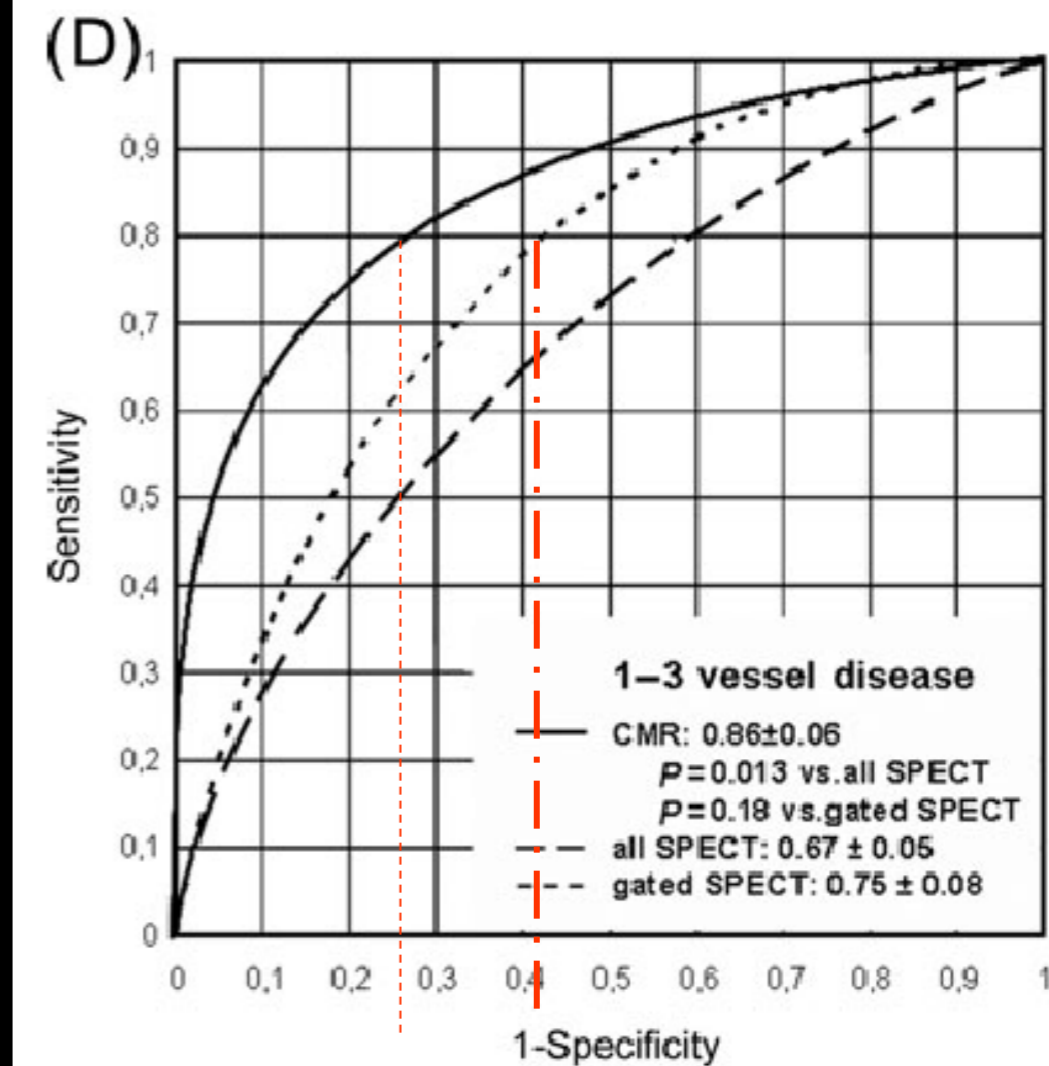 (D)
1
0,9
0,8
0,7
0,6
0,5
0,4
0,3
0,2
0,1
0
Sensitivity
1–3 vessel disease
CMR: 0.86±0.06
P=0.013 vs.all SPECT
P=0.18 vs.gated SPECT
all SPECT: 0.67 ± 0.05
gated SPECT: 0.75 ± 0.08
0 0,1 0,2 0,3 0,4 0,5 0,6 0,7 0,8 0,9 1
1-Specificity